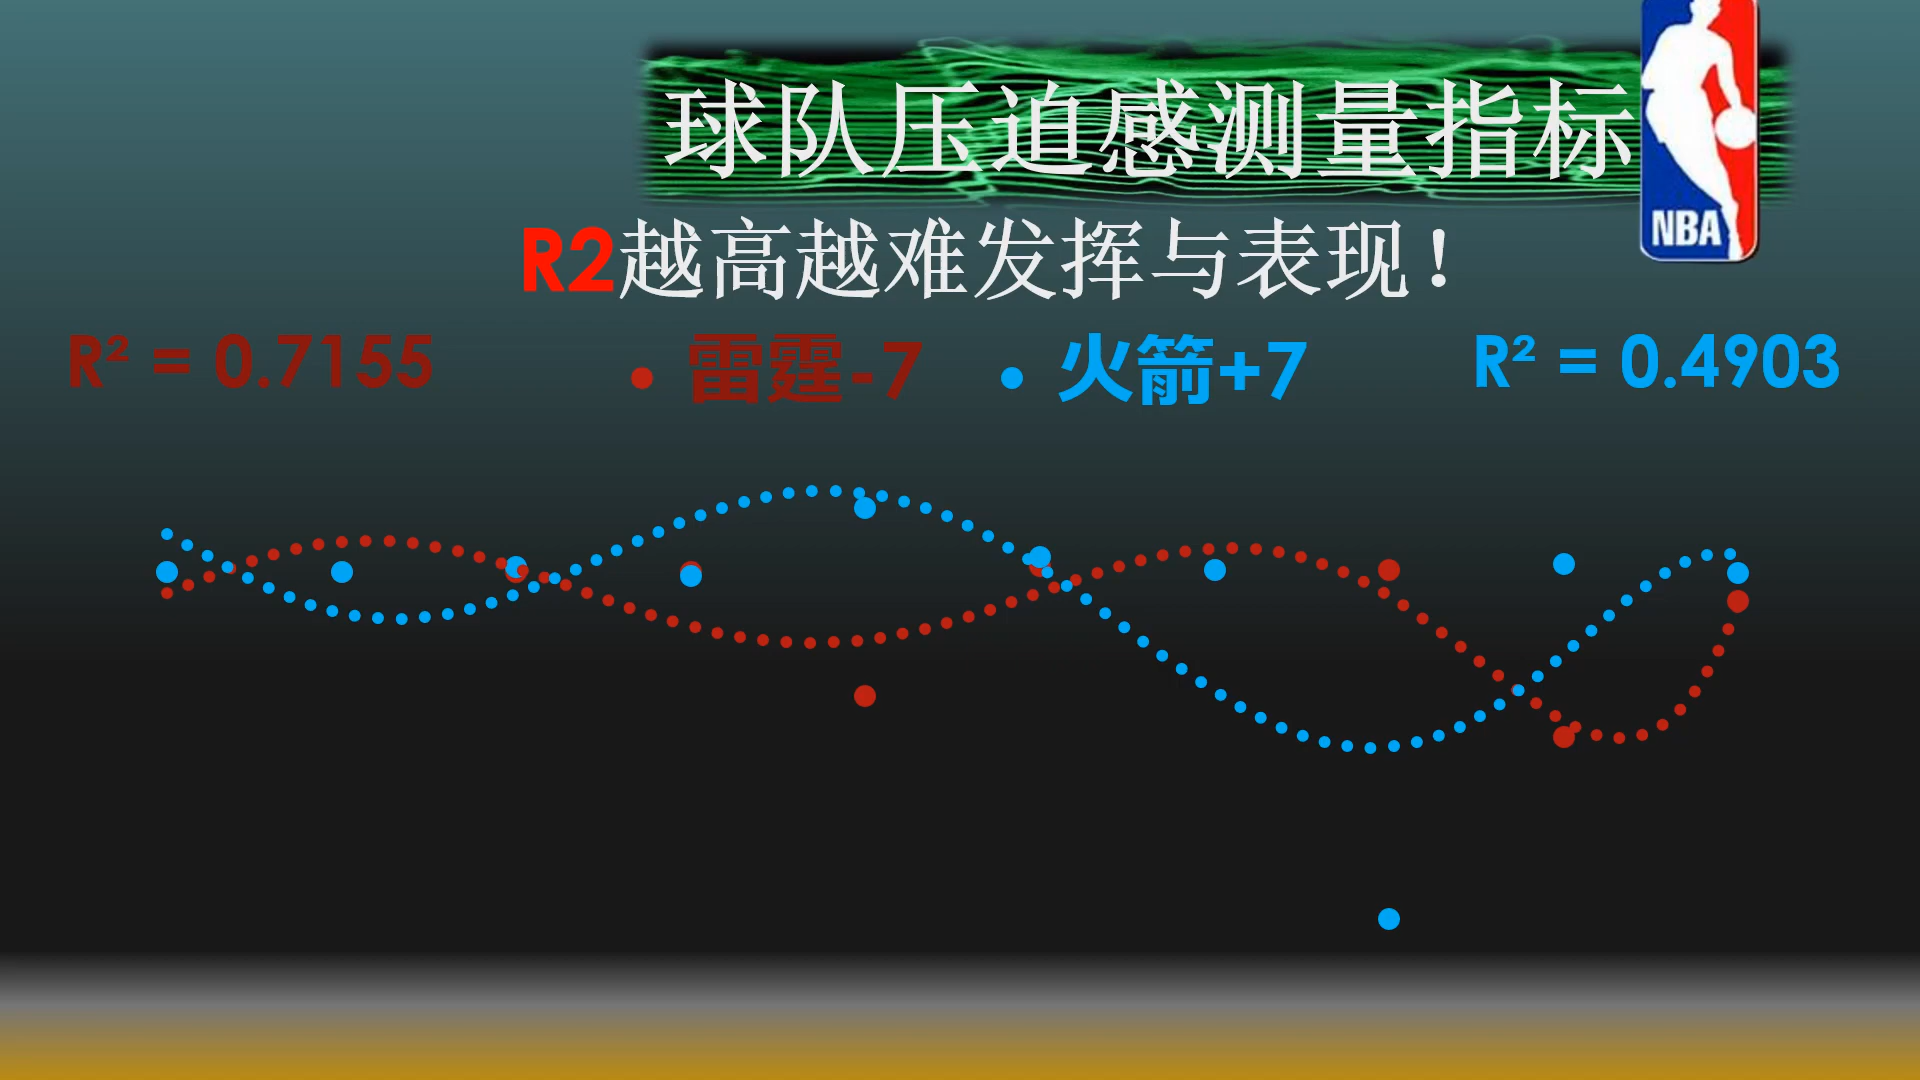 球队压迫感测量指标
NBA
R2越高越难发挥与表现！
R² = 0.7155
雷霆-7
火箭+7
R² = 0.4903